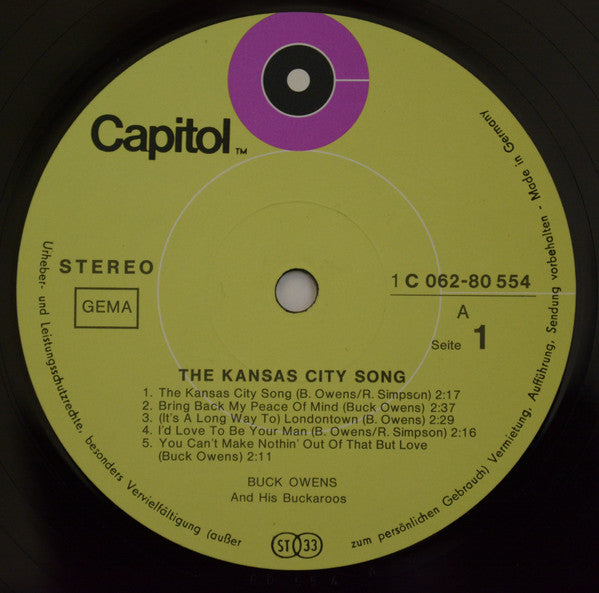 Capitol™
STEREO
GEMA
1 C 062-80 554
A
Seite 1
THE KANSAS CITY SONG
1. The Kansas City Song (B. Owens/R. Simpson) 2:17
2. Bring Back My Peace Of Mind (Buck Owens) 2:37
3. (It's A Long Way To) Londontown (B. Owens) 2:29
4. I'd Love To Be Your Man (B. Owens/R. Simpson) 2:16
5. You Can't Make Nothin' Out Of That But Love
(Buck Owens) 2:11
BUCK OWENS
And His Buckaroos
ST 33
Urheber- und Leistungsschutzrechte, besonders Vervielfältigung (außer zum persönlichen Gebrauch) Vermietung, Aufführung, Sendung vorbehalten - Made in Germany